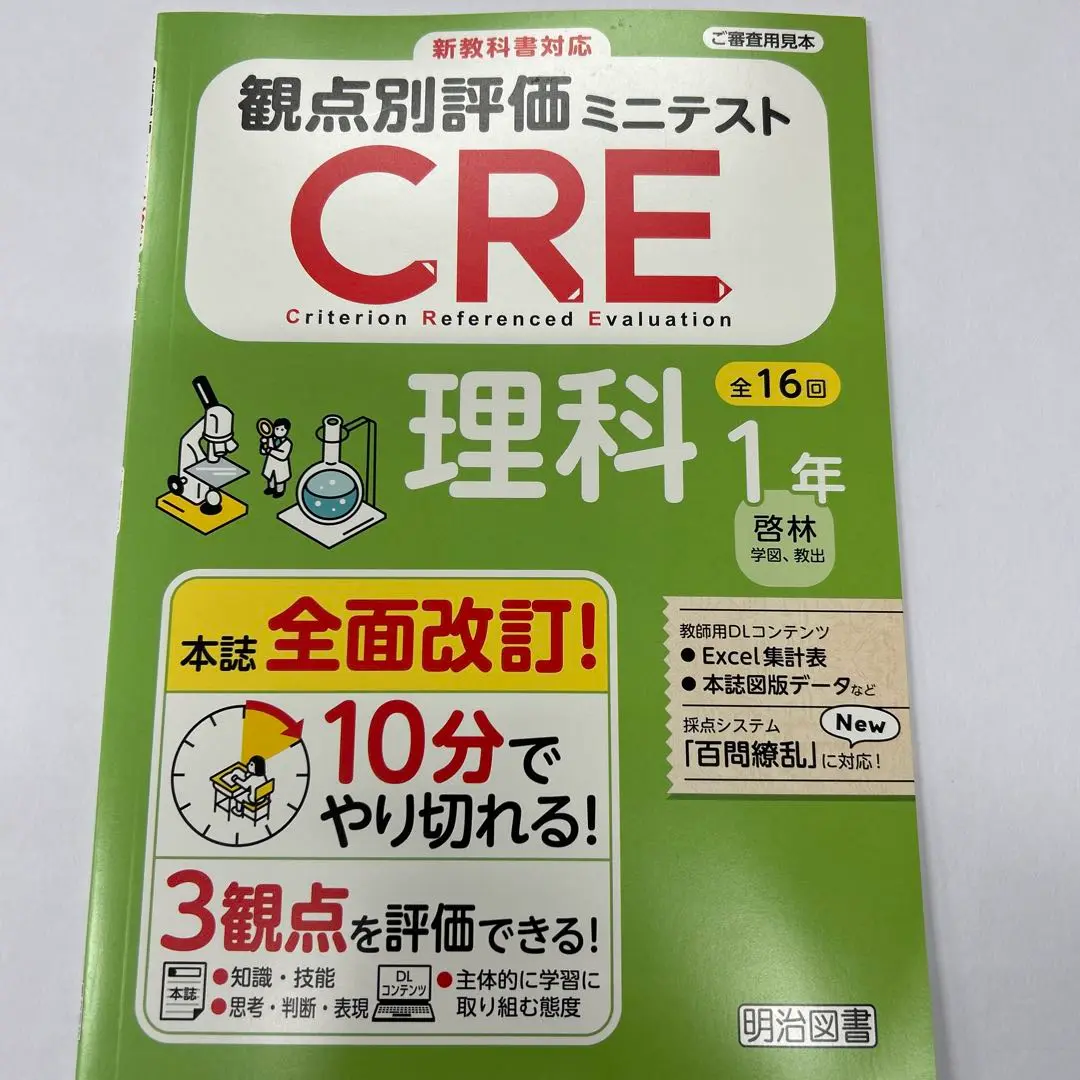 新教科書対応
ご審査用見本
観点別評価ミニテスト
CRE
Criterion Referenced Evaluation
全16回
理科1年
啓林
学図、教出
本誌全面改訂!
10分で
やり切れる!
3観点を評価できる!
本誌
●知識・技能
●思考・判断・表現
DL
コンテンツ
●主体的に学習に
取り組む態度
教師用DLコンテンツ
●Excel集計表
●本誌図版データなど
採点システム
New
「百問繚乱」に対応!
明治図書